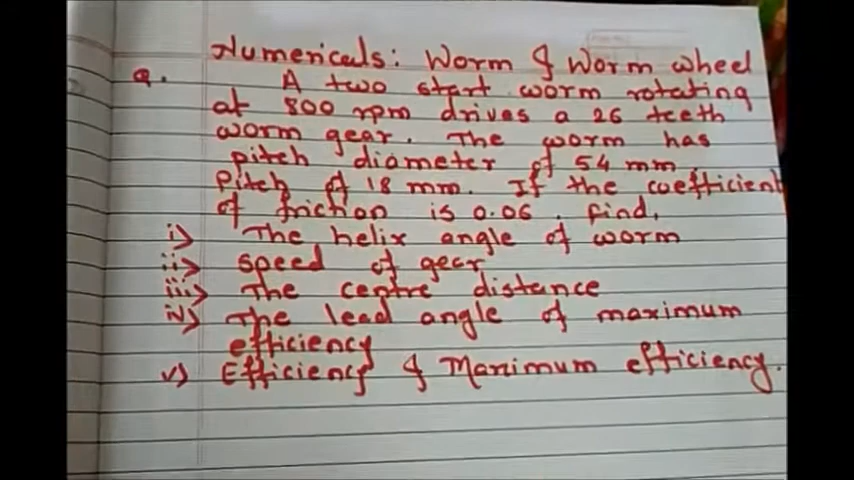 Numericals: Worm & Worm wheel
Q. A two start worm rotating
at 800 rpm drives a 26 teeth
worm gear. The worm has
pitch diameter of 54 mm,
Pitch of 18 mm. If the coefficient
of friction is 0.06. find,
i) The helix angle of worm
ii) Speed of gear
iii) The centre distance
iv) The lead angle of maximum
efficiency
v) Efficiency & Maximum efficiency.